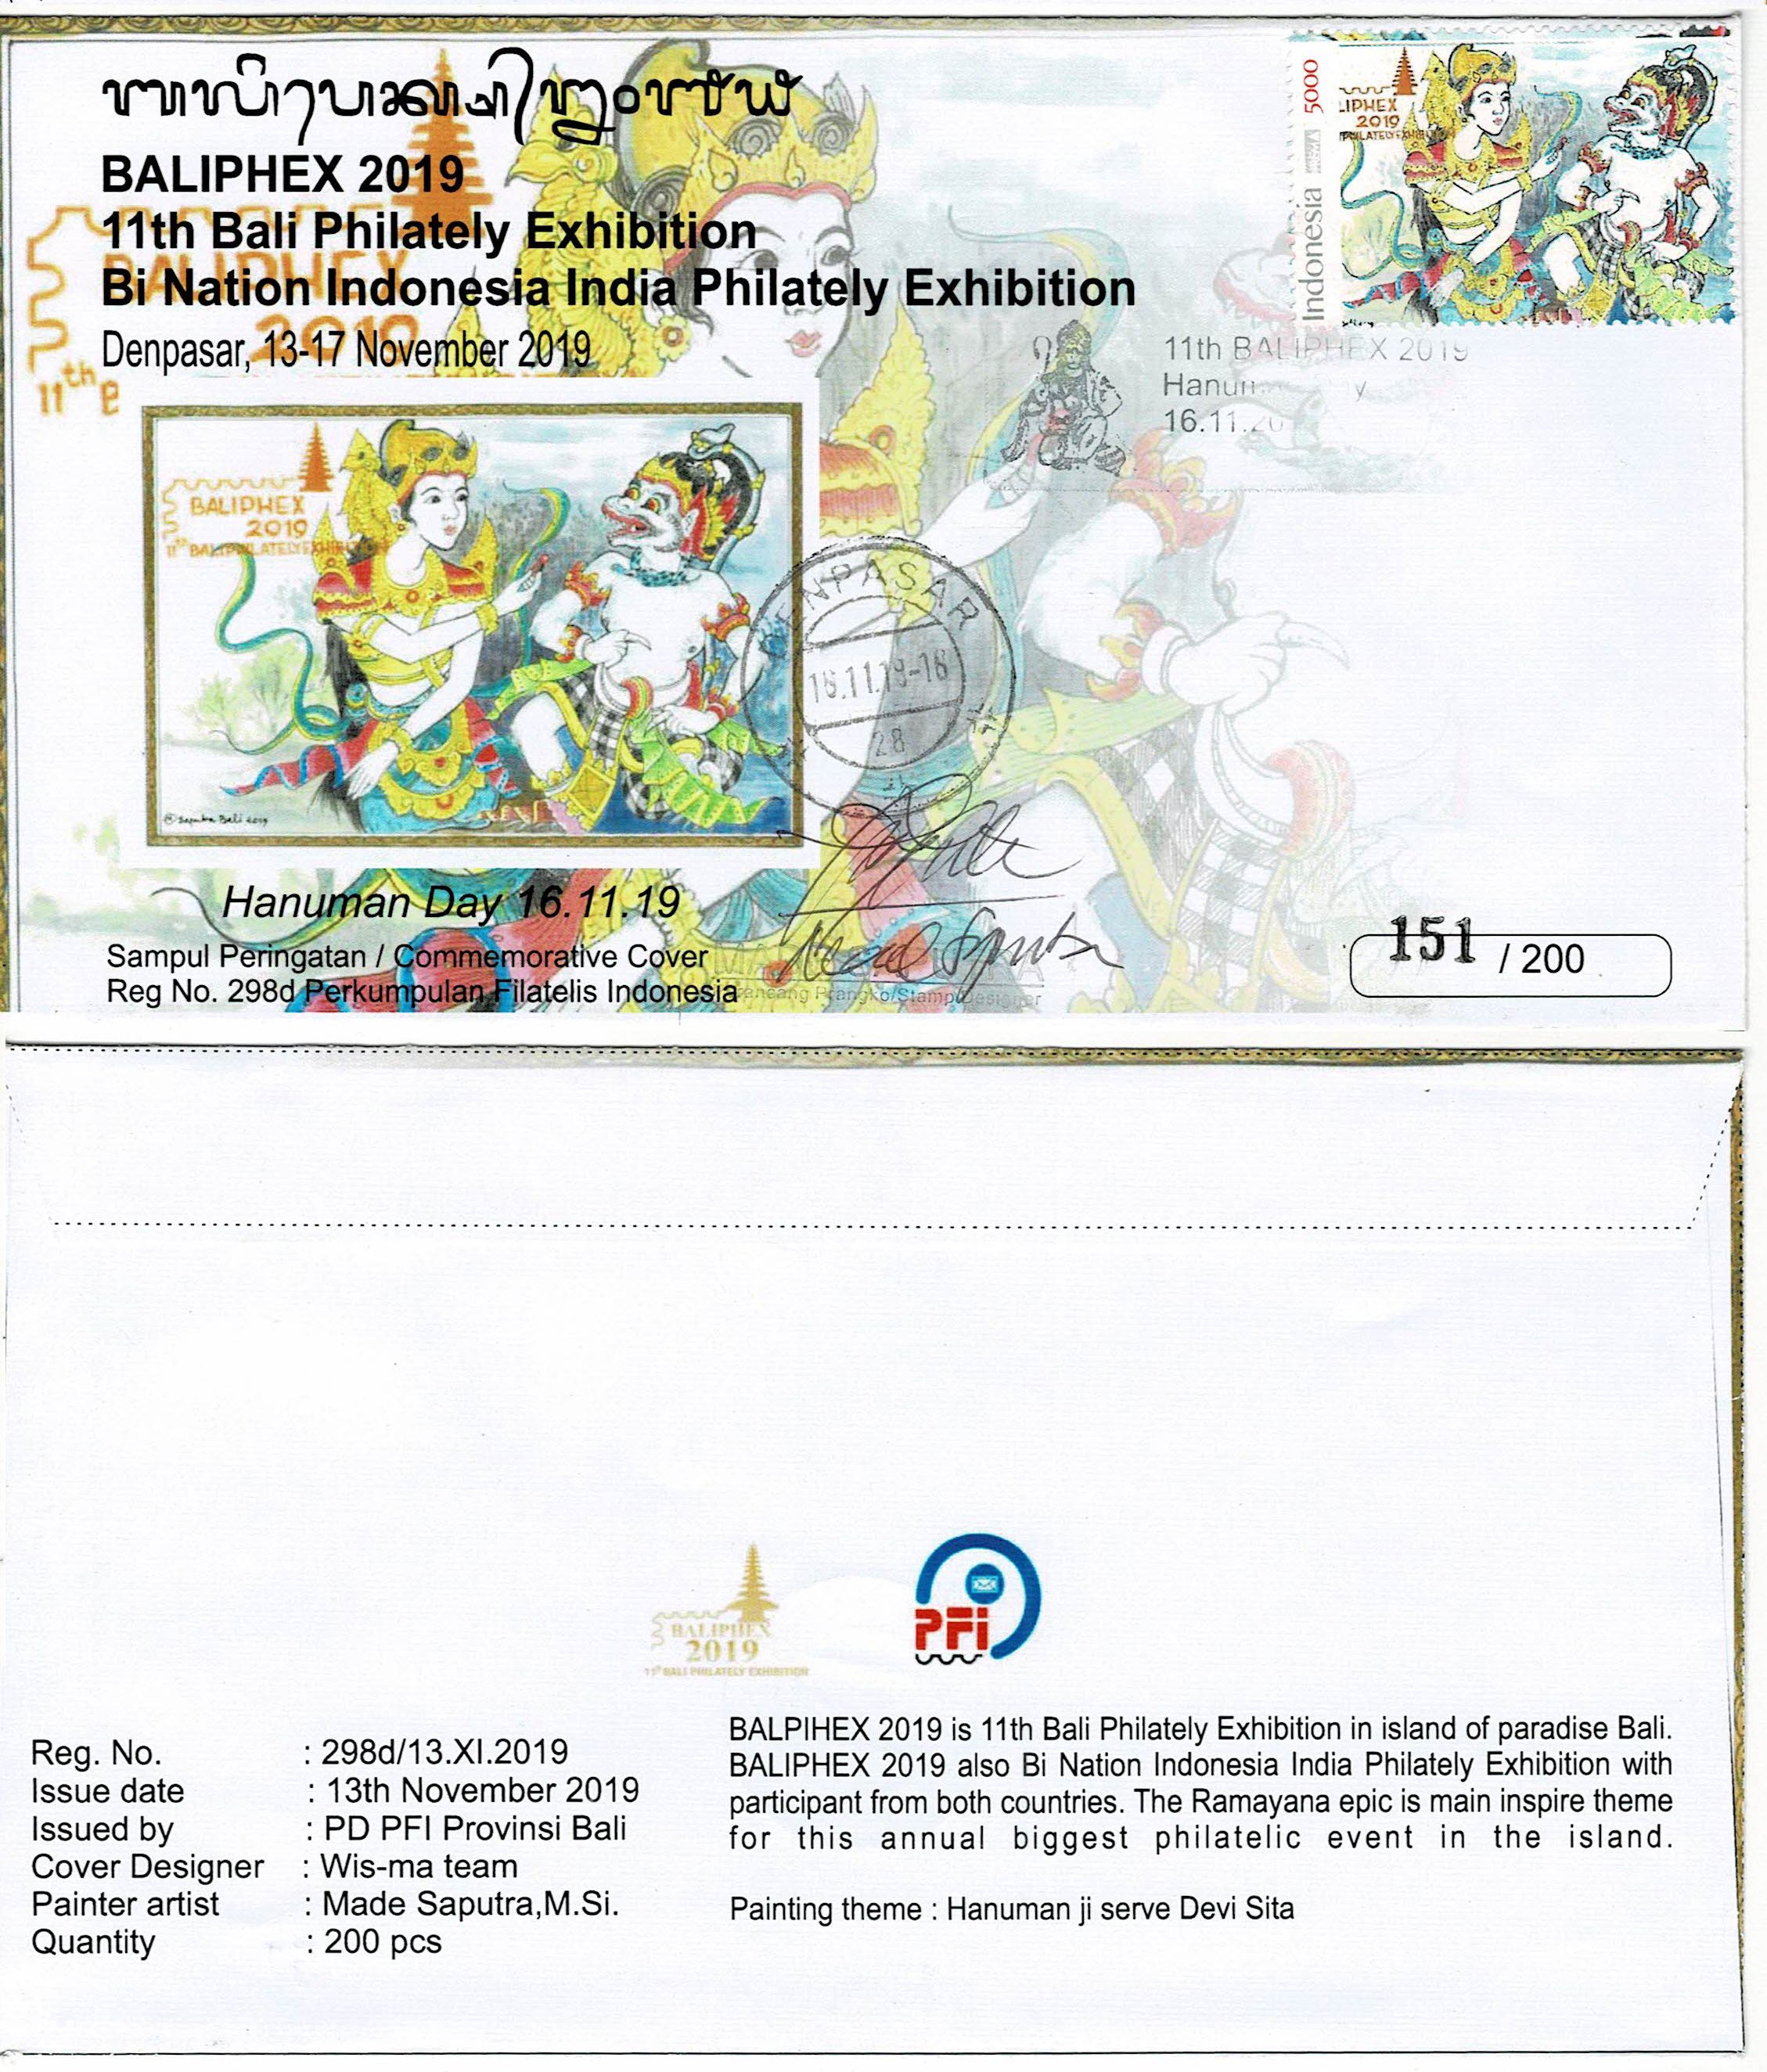 BALIPHEX 2019
11th Bali Philately Exhibition
Bi Nation Indonesia India Philately Exhibition
Denpasar, 13-17 November 2019
BALIPHEX
2019
11th
BALIPHEX
2019
11th BALI PHILATELY EXHIBITION
© Saputra Bali 2019
Indonesia 5000
LIPHEX
2019
PHILATELY EXHIBITION
11th BALIPHEX 2019
16.11.20
DENPASAR
16.11.19-16
28
Hanuman Day 16.11.19
Sampul Peringatan / Commemorative Cover
Reg No. 298d Perkumpulan Filatelis Indonesia
Prangko/Stamp Designer
151 / 200
BALIPHEX
2019
11th BALI PHILATELY EXHIBITION
PFi
Reg. No. : 298d/13.XI.2019
Issue date : 13th November 2019
Issued by : PD PFI Provinsi Bali
Cover Designer : Wis-ma team
Painter artist : Made Saputra,M.Si.
Quantity : 200 pcs
BALPIHEX 2019 is 11th Bali Philately Exhibition in island of paradise Bali.
BALIPHEX 2019 also Bi Nation Indonesia India Philately Exhibition with
participant from both countries. The Ramayana epic is main inspire theme
for this annual biggest philatelic event in the island.
Painting theme : Hanuman ji serve Devi Sita